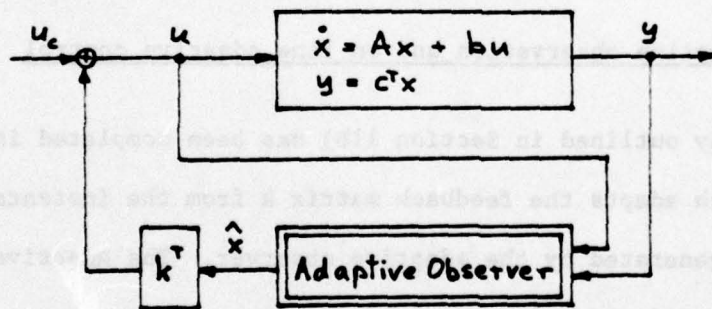 u_c
u
ẋ = Ax + bu
y = c^T x
y
k^T
x̂
Adaptive Observer